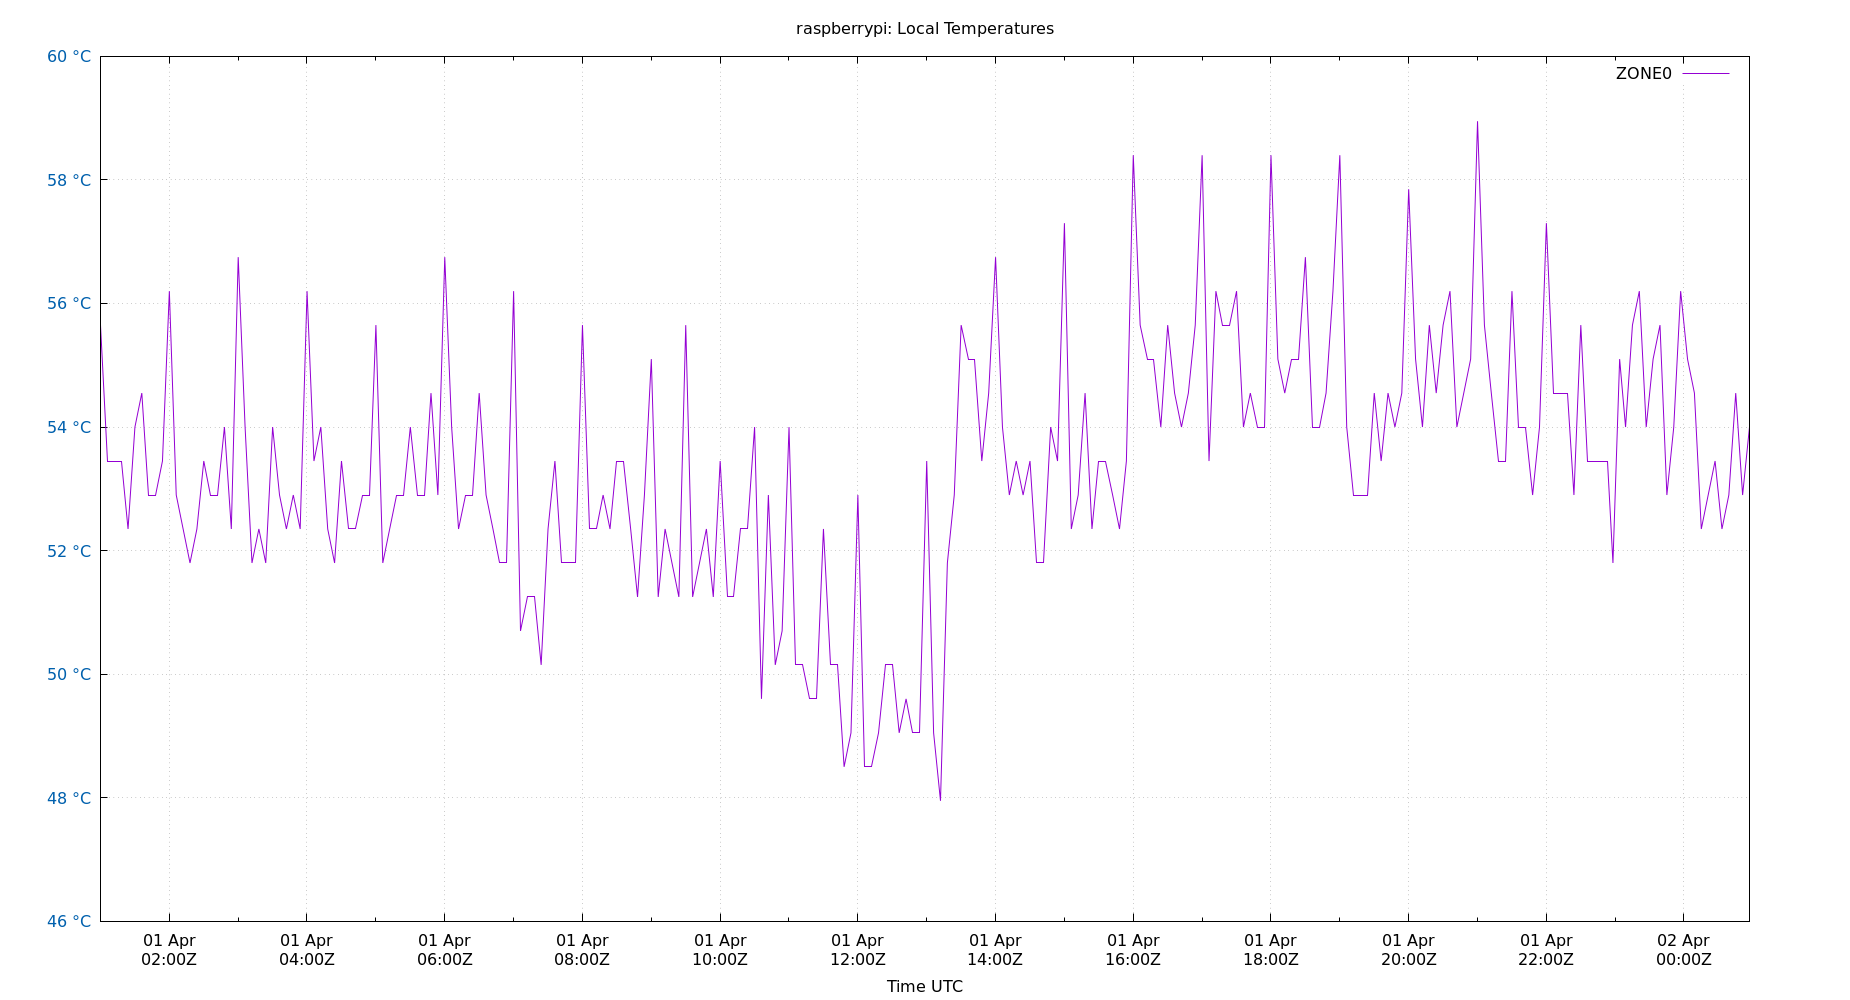 raspberrypi: Local Temperatures
60 °C
ZONE0
58 °C
56 °C
54 °C
52 °C
50 °C
48 °C
46 °C
01 Apr 01 Apr 01 Apr 01 Apr 01 Apr 01 Apr 01 Apr 01 Apr 01 Apr 01 Apr 01 Apr 02 Apr
02:00Z 04:00Z 06:00Z 08:00Z 10:00Z 12:00Z 14:00Z 16:00Z 18:00Z 20:00Z 22:00Z 00:00Z
Time UTC